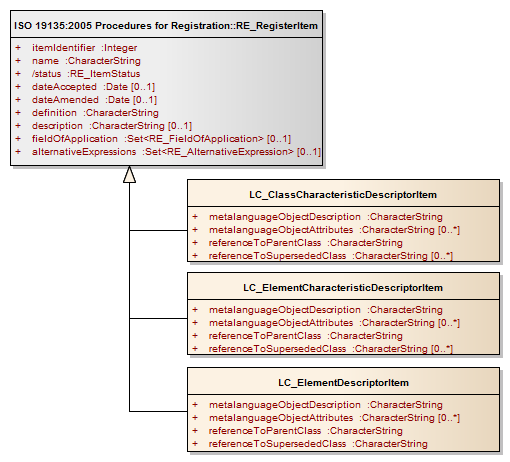 ISO 19135:2005 Procedures for Registration::RE_RegisterItem
+ itemIdentifier :Integer
+ name :CharacterString
+ /status :RE_ItemStatus
+ dateAccepted :Date [0..1]
+ dateAmended :Date [0..1]
+ definition :CharacterString
+ description :CharacterString [0..1]
+ fieldOfApplication :Set<RE_FieldOfApplication> [0..1]
+ alternativeExpressions :Set<RE_AlternativeExpression> [0..1]
LC_ClassCharacteristicDescriptorItem
+ metalanguageObjectDescription :CharacterString
+ metalanguageObjectAttributes :CharacterString [0..*]
+ referenceToParentClass :CharacterString
+ referenceToSupersededClass :CharacterString [0..*]
LC_ElementCharacteristicDescriptorItem
+ metalanguageObjectDescription :CharacterString
+ metalanguageObjectAttributes :CharacterString [0..*]
+ referenceToParentClass :CharacterString
+ referenceToSupersededClass :CharacterString [0..*]
LC_ElementDescriptorItem
+ metalanguageObjectDescription :CharacterString
+ metalanguageObjectAttributes :CharacterString [0..*]
+ referenceToParentClass :CharacterString
+ referenceToSupersededClass :CharacterString